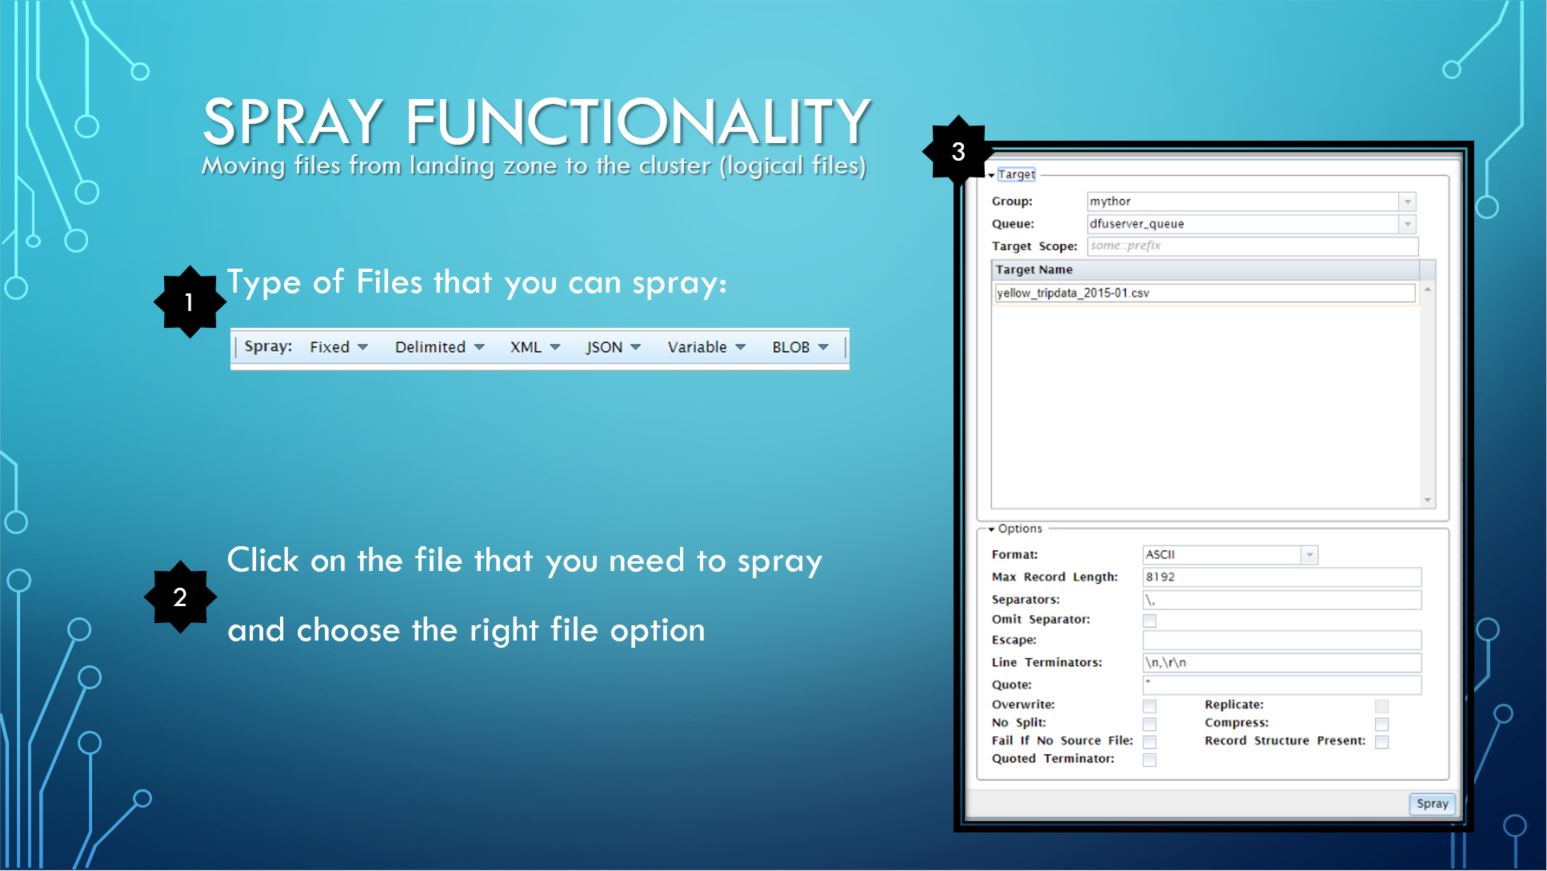 SPRAY FUNCTIONALITY
Moving files from landing zone to the cluster (logical files)
1
Type of Files that you can spray:
Spray: Fixed Delimited XML JSON Variable BLOB
2
Click on the file that you need to spray
and choose the right file option
3
Target
Group: mythor
Queue: dfuserver_queue
Target Scope: some::prefix
Target Name
yellow_tripdata_2015-01.csv
Options
Format: ASCII
Max Record Length: 8192
Separators: \,
Omit Separator:
Escape:
Line Terminators: \n,\r\n
Quote: "
Overwrite: Replicate:
No Split: Compress:
Fail If No Source File: Record Structure Present:
Quoted Terminator:
Spray